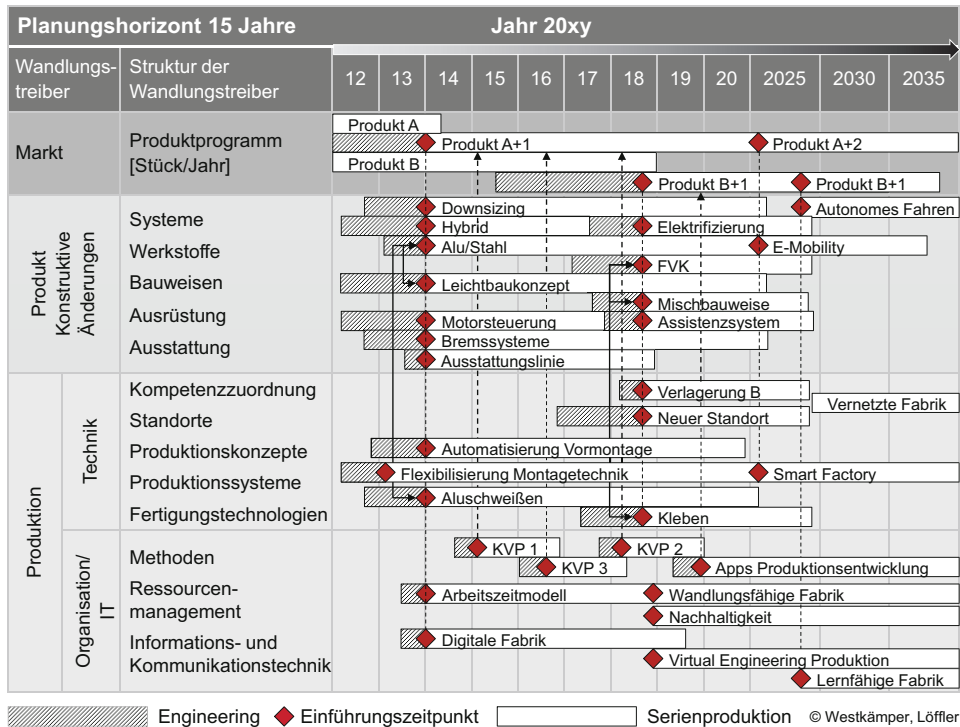 Planungshorizont 15 Jahre
Jahr 20xy
Wandlungs-
treiber
Struktur der
Wandlungstreiber
12 13 14 15 16 17 18 19 20 2025 2030 2035
Markt
Produktprogramm
[Stück/Jahr]
Produkt A
Produkt A+1
Produkt A+2
Produkt B
Produkt B+1
Produkt B+1
Produkt
Konstruktive
Änderungen
Systeme
Werkstoffe
Bauweisen
Ausrüstung
Ausstattung
Downsizing
Autonomes Fahren
Hybrid
Elektrifizierung
Alu/Stahl
E-Mobility
FVK
Leichtbaukonzept
Mischbauweise
Motorsteuerung
Assistenzsystem
Bremssysteme
Ausstattungslinie
Produktion
Technik
Kompetenzzuordnung
Standorte
Produktionskonzepte
Produktionssysteme
Fertigungstechnologien
Verlagerung B
Vernetzte Fabrik
Neuer Standort
Automatisierung Vormontage
Flexibilisierung Montagetechnik
Smart Factory
Aluschweißen
Kleben
Organisation/
IT
Methoden
Ressourcen-
management
Informations- und
Kommunikationstechnik
KVP 1
KVP 2
KVP 3
Apps Produktionsentwicklung
Arbeitszeitmodell
Wandlungsfähige Fabrik
Nachhaltigkeit
Digitale Fabrik
Virtual Engineering Produktion
Lernfähige Fabrik
Engineering
Einführungszeitpunkt
Serienproduktion
© Westkämper, Löffler